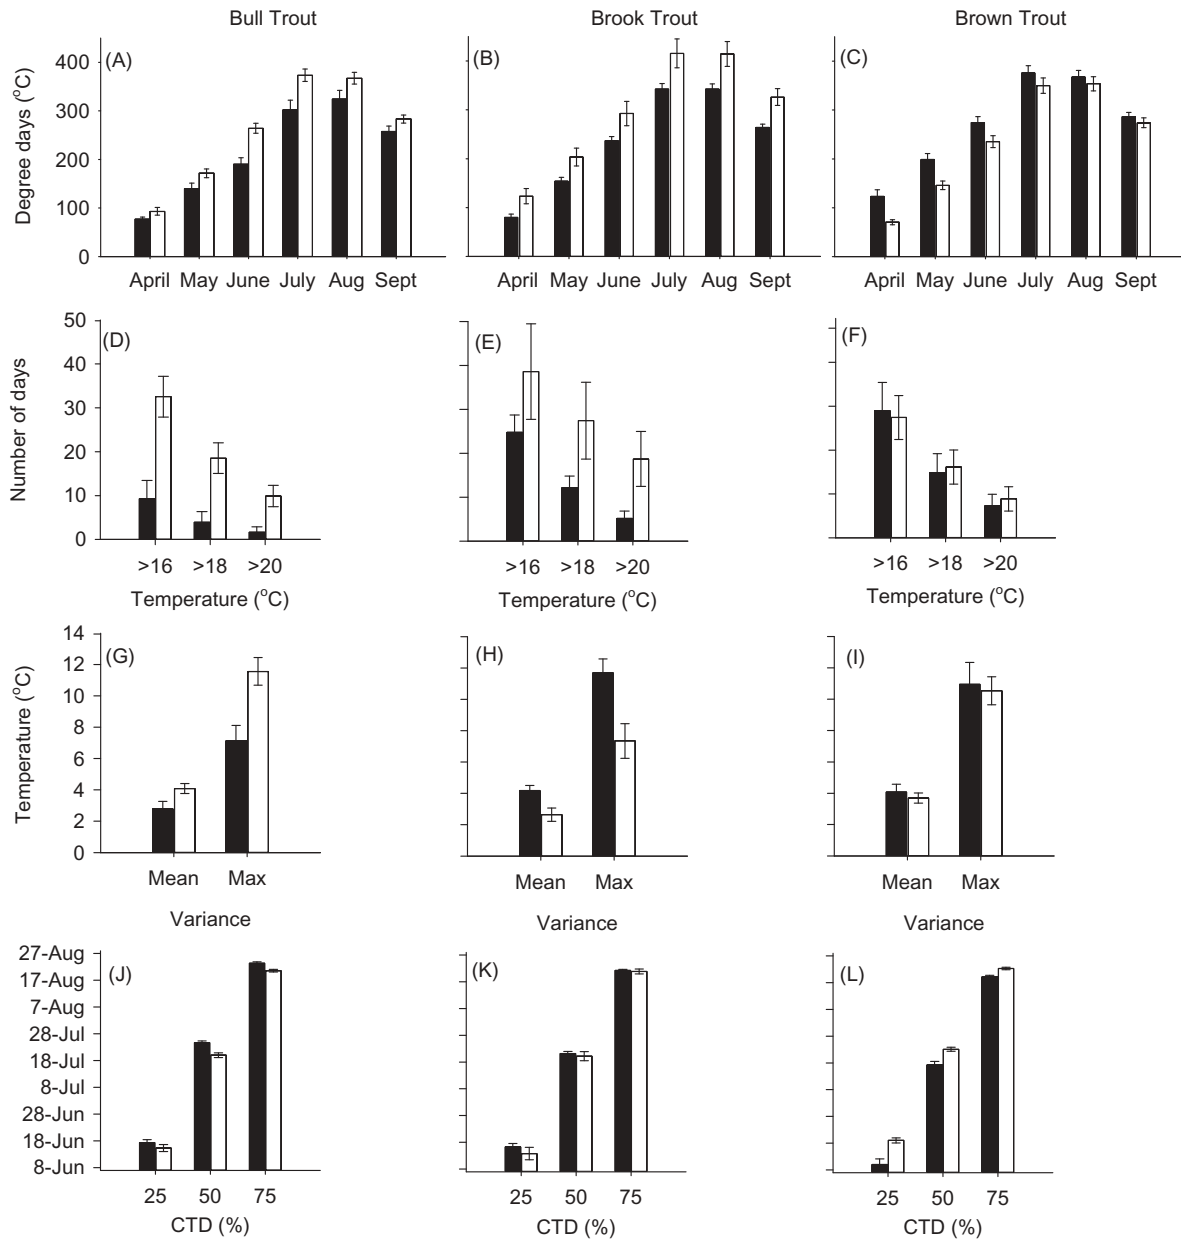 Bull Trout Brook Trout Brown Trout
Degree days (°C)
400
300
200
100
0
(A) (B) (C)
April May June July Aug Sept April May June July Aug Sept April May June July Aug Sept
Number of days
50
40
30
20
10
0
(D) (E) (F)
>16 >18 >20 >16 >18 >20 >16 >18 >20
Temperature (°C) Temperature (°C) Temperature (°C)
Temperature (°C)
14
12
10
8
6
4
2
0
(G) (H) (I)
Mean Max Mean Max Mean Max
Variance Variance Variance
27-Aug
17-Aug
7-Aug
28-Jul
18-Jul
8-Jul
28-Jun
18-Jun
8-Jun
(J) (K) (L)
25 50 75 25 50 75 25 50 75
CTD (%) CTD (%) CTD (%)